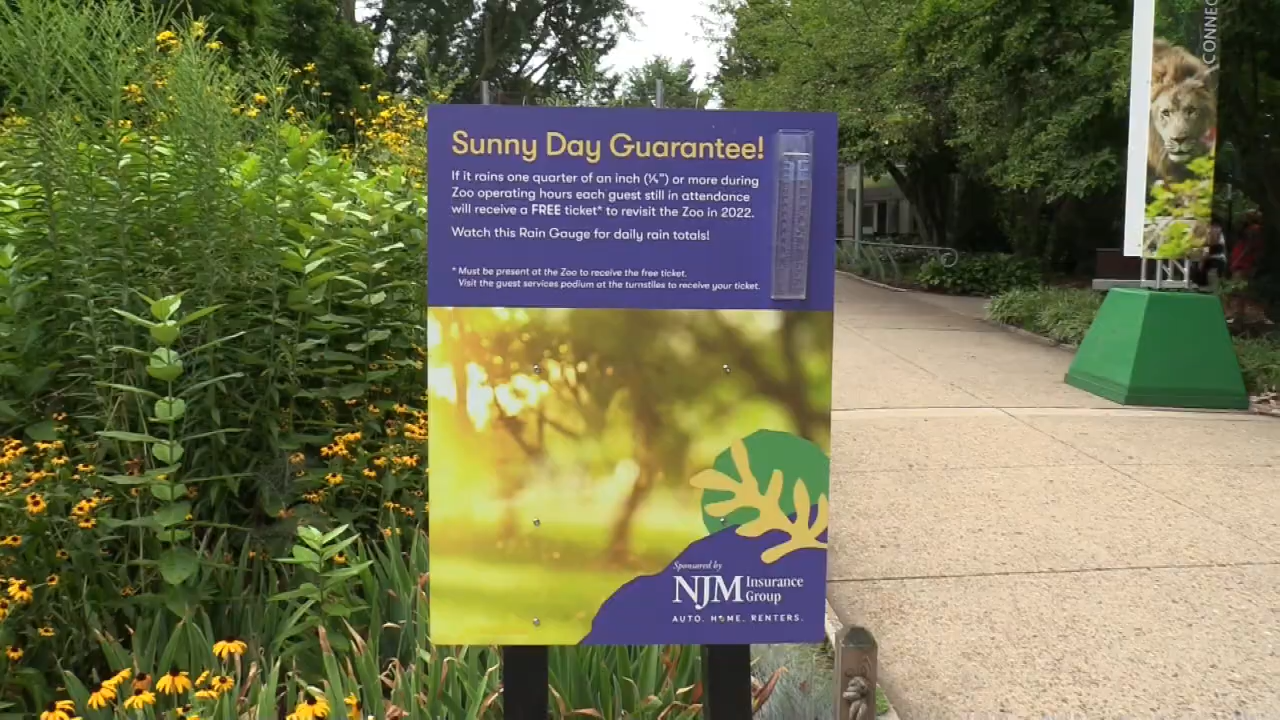 Sunny Day Guarantee!
If it rains one quarter of an inch (¼") or more during
Zoo operating hours each guest still in attendance
will receive a FREE ticket* to revisit the Zoo in 2022.
Watch this Rain Gauge for daily rain totals!
* Must be present at the Zoo to receive the free ticket.
Visit the guest services podium at the turnstiles to receive your ticket.
Sponsored by
NJM Insurance
Group
AUTO. HOME. RENTERS.
CONNEC